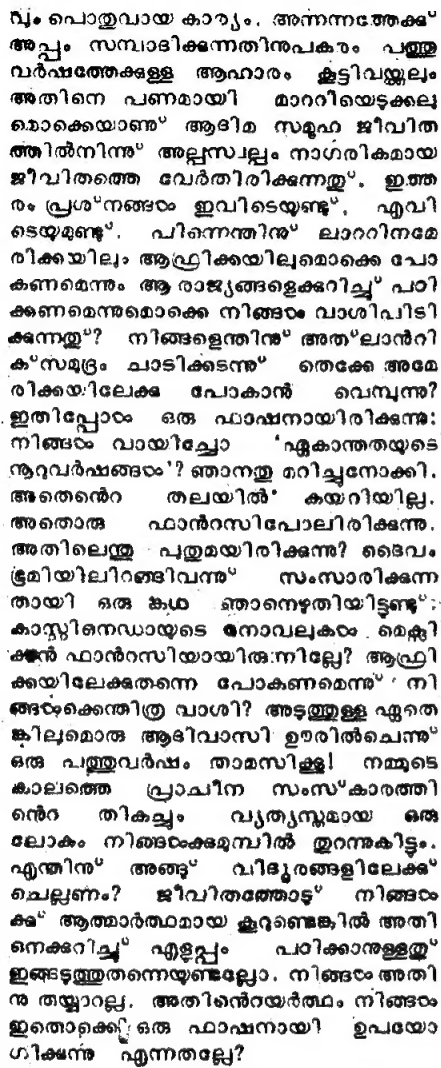 വും പൊതുവായ കാര്യം. അന്നന്നത്തേക്കു്
അപ്പം സമ്പാദിക്കുന്നതിനുപകരം പത്തു
വർഷത്തേക്കുള്ള ആഹാരം കൂട്ടിവയ്ക്കലും
അതിനെ പണമായി മാററിയെടുക്കലു
മൊക്കെയാണു് ആദിമ സമൂഹ ജീവിത
ത്തിൽനിന്നു് അല്പസ്വല്പം നാഗരികമായ
ജീവിതത്തെ വേർതിരിക്കുന്നതു്. ഇത്ത
രം പ്രശ്നങ്ങൾ ഇവിടെയുണ്ടു്. എവി
ടെയുമുണ്ടു്. പിന്നെന്തിനു് ലാററിനമേ
രിക്കയിലും ആഫ്രിക്കയിലുമൊക്കെ പോ
കണമെന്നും ആ രാജ്യങ്ങളെക്കുറിച്ചു് പഠി
ക്കണമെന്നുമൊക്കെ നിങ്ങൾ വാശിപിടി
ക്കുന്നതു്? നിങ്ങളെന്തിനു് അത്‌ലാൻറി
ക്‌സമുദ്രം ചാടിക്കടന്നു് തെക്കേ അമേ
രിക്കയിലേക്കു പോകാൻ വെമ്പുന്നു?
ഇതിപ്പോൾ ഒരു ഫാഷനായിരിക്കുന്നു:
നിങ്ങൾ വായിച്ചോ 'ഏകാന്തതയുടെ
നൂറുവർഷങ്ങൾ'? ഞാനതു മറിച്ചുനോക്കി.
അതെൻെറ തലയിൽ കയറിയില്ല.
അതൊരു ഫാൻറസിപോലിരിക്കുന്നു.
അതിലെന്തു പുതുമയിരിക്കുന്നു? ദൈവം
ഭൂമിയിലിറങ്ങിവന്നു് സംസാരിക്കുന്ന
തായി ഒരു കഥ ഞാനെഴുതിയിട്ടുണ്ടു്.
കാസ്റ്റിനെഡായുടെ നോവലുകൾ മെക്സി
ക്കൻ ഫാൻറസിയായിരുന്നില്ലേ? ആഫ്രി
ക്കയിലേക്കുതന്നെ പോകണമെന്നു് നി
ങ്ങൾക്കെന്തിത്ര വാശി? അടുത്തുള്ള ഏതെ
ങ്കിലുമൊരു ആദിവാസി ഊരിൽചെന്നു്
ഒരു പത്തുവർഷം താമസിക്കൂ! നമ്മുടെ
കാലത്തെ പ്രാചീന സംസ്കാരത്തി
ൻെറ തികച്ചും വ്യത്യസ്തമായ ഒരു
ലോകം നിങ്ങൾക്കുമുമ്പിൽ തുറന്നുകിട്ടും.
എന്തിനു് അങ്ങു് വിദൂരങ്ങളിലേക്കു്
ചെല്ലണം? ജീവിതത്തോടു് നിങ്ങൾ
ക്കു് ആത്മാർത്ഥമായ കൂറുണ്ടെങ്കിൽ അതി
നെക്കുറിച്ചു് എളുപ്പം പഠിക്കാനുള്ളതു്
ഇങ്ങടുത്തുതന്നെയുണ്ടല്ലോ. നിങ്ങൾ അതി
നു തയ്യാറല്ല. അതിൻെറയർത്ഥം നിങ്ങൾ
ഇതൊക്കെ ഒരു ഫാഷനായി ഉപയോ
ഗിക്കുന്നു എന്നതല്ലേ?